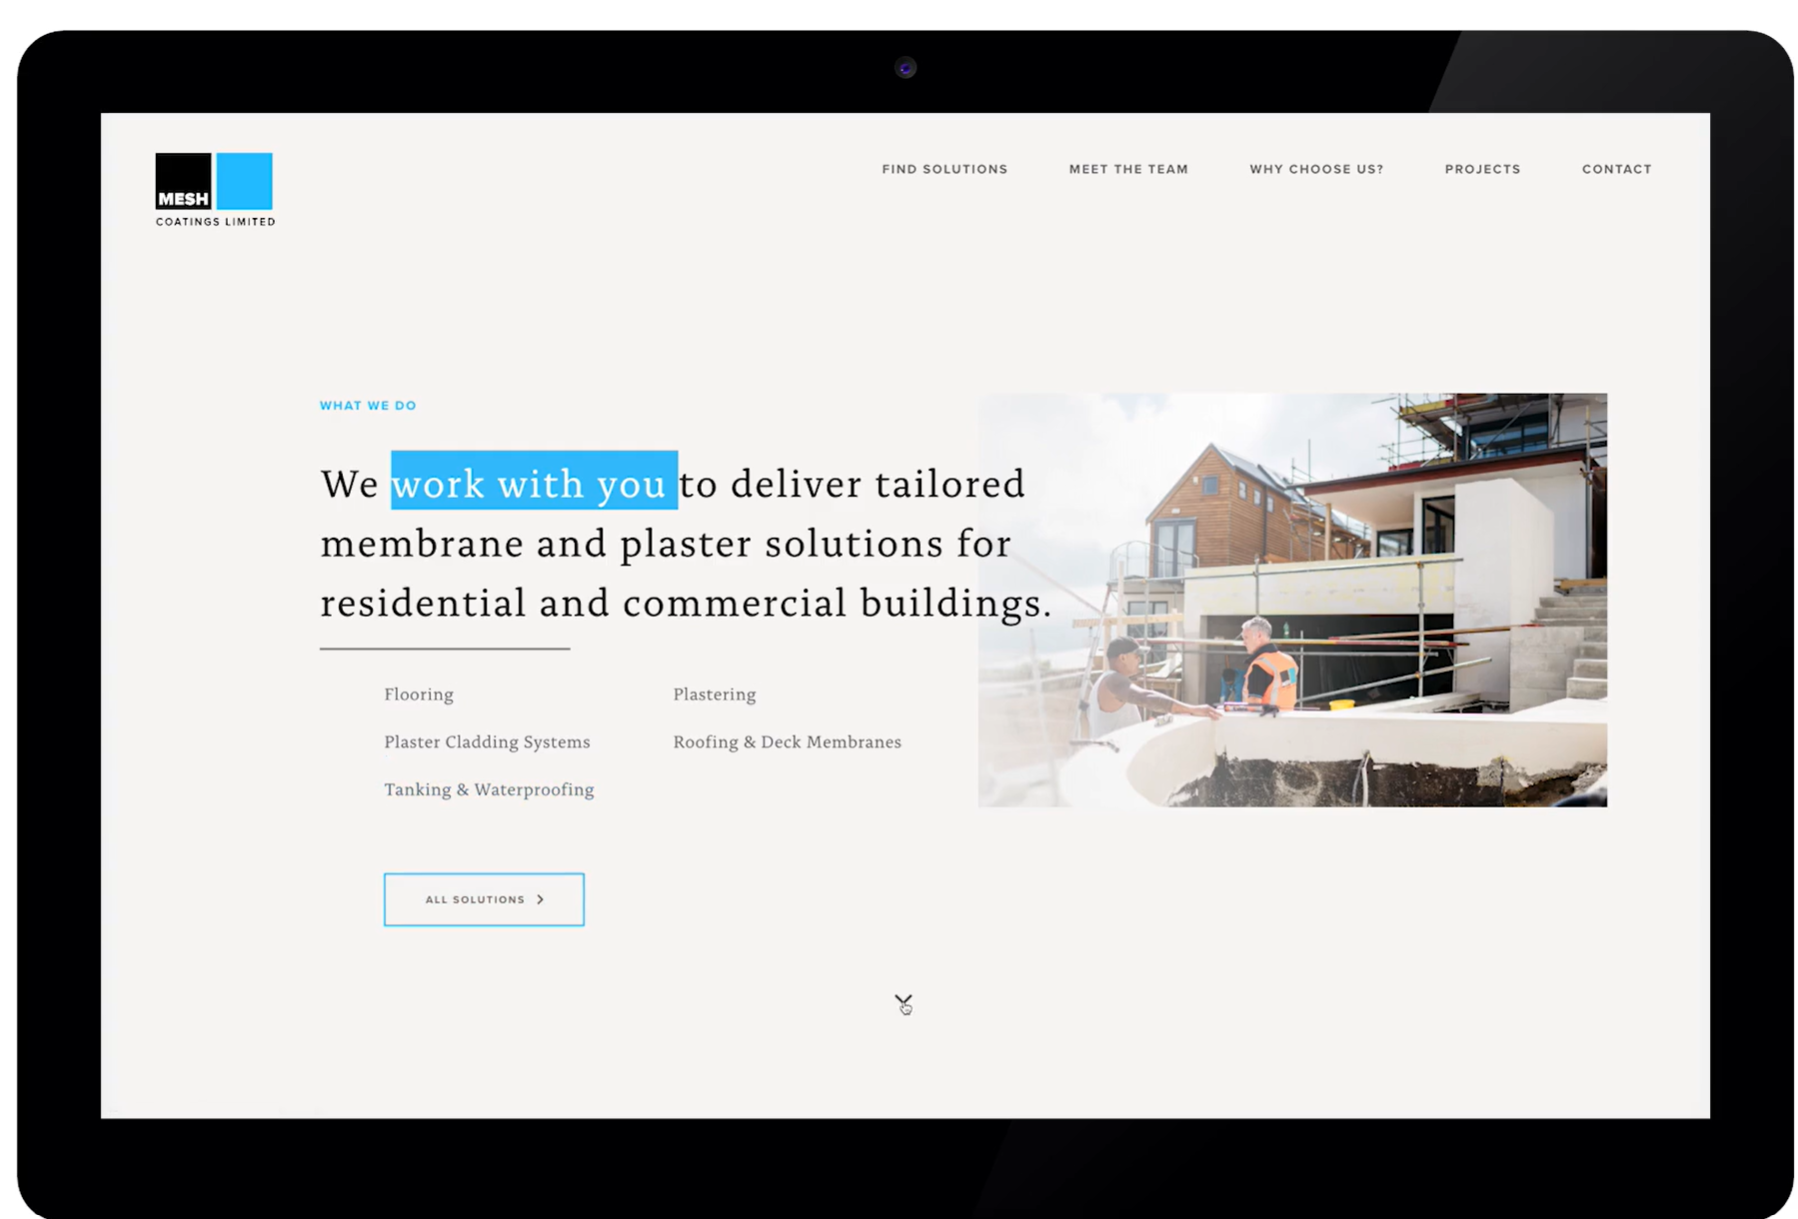 MESH
COATINGS LIMITED
FIND SOLUTIONS
MEET THE TEAM
WHY CHOOSE US?
PROJECTS
CONTACT
WHAT WE DO
We work with you to deliver tailored
membrane and plaster solutions for
residential and commercial buildings.
Flooring
Plastering
Plaster Cladding Systems
Roofing & Deck Membranes
Tanking & Waterproofing
ALL SOLUTIONS